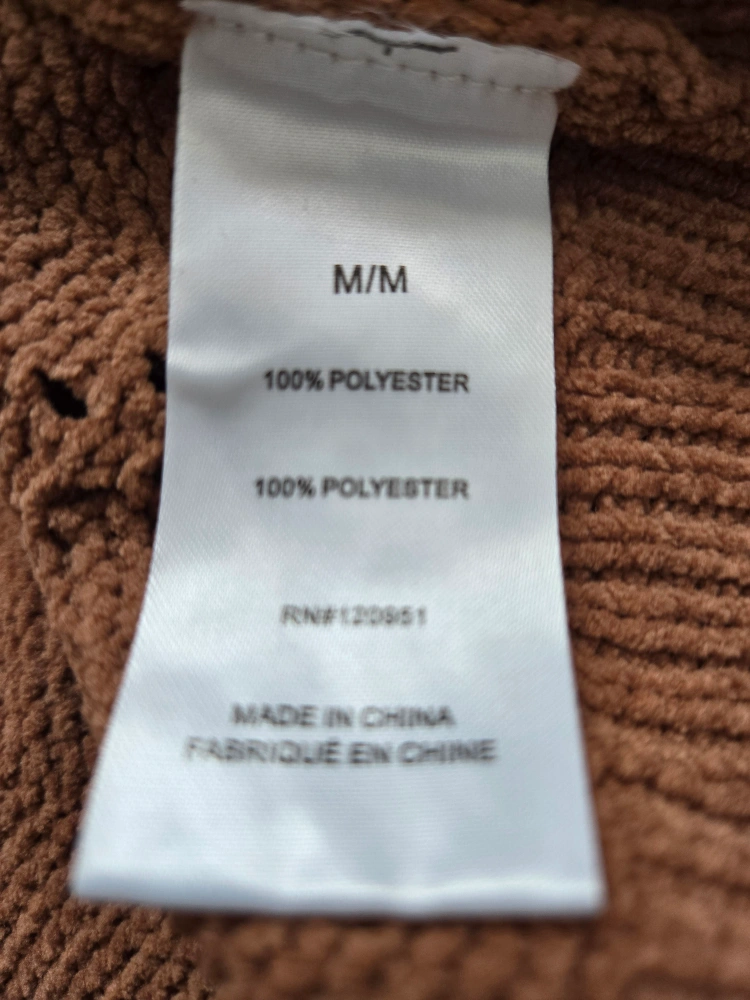 M/M
100% POLYESTER
100% POLYESTER
RN#120951
MADE IN CHINA
FABRIQUÉ EN CHINE